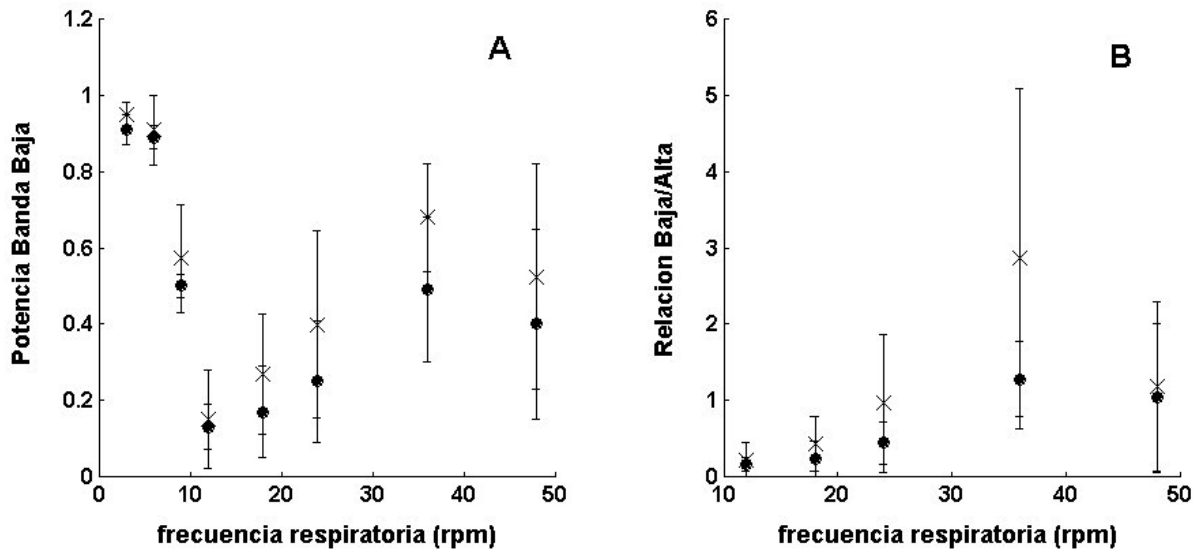 A
Potencia Banda Baja
1.2
1
0.8
0.6
0.4
0.2
0
0 10 20 30 40 50
frecuencia respiratoria (rpm)
B
Relacion Baja/Alta
6
5
4
3
2
1
0
10 20 30 40 50
frecuencia respiratoria (rpm)